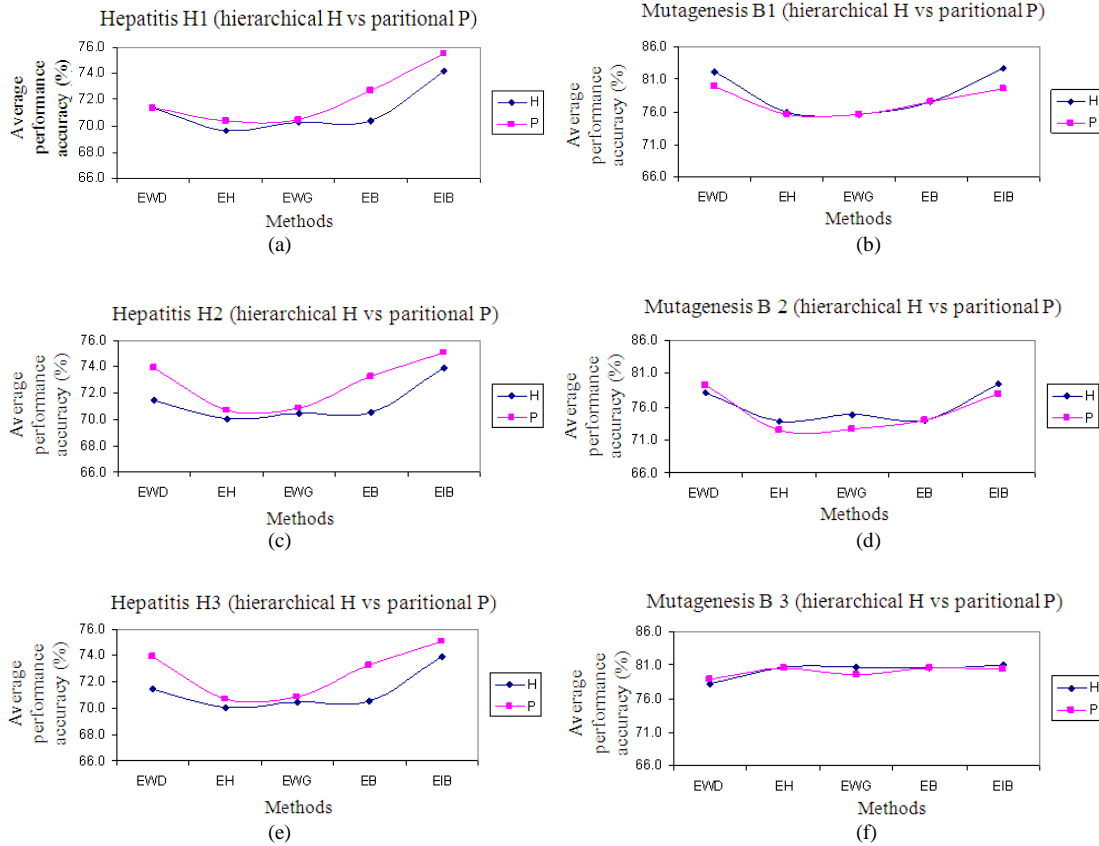 Hepatitis H1 (hierarchical H vs paritional P)
Average
performance
accuracy (%)
76.0
74.0
72.0
70.0
68.0
66.0
EWD EH EWG EB EIB
Methods
H
P
(a)
Mutagenesis B1 (hierarchical H vs paritional P)
Average
performance
accuracy (%)
86.0
81.0
76.0
71.0
66.0
EWD EH EWG EB EIB
Methods
H
P
(b)
Hepatitis H2 (hierarchical H vs paritional P)
Average
performance
accuracy (%)
76.0
74.0
72.0
70.0
68.0
66.0
EWD EH EWG EB EIB
Methods
H
P
(c)
Mutagenesis B 2 (hierarchical H vs paritional P)
Average
performance
accuracy (%)
86.0
81.0
76.0
71.0
66.0
EWD EH EWG EB EIB
Methods
H
P
(d)
Hepatitis H3 (hierarchical H vs paritional P)
Average
performance
accuracy (%)
76.0
74.0
72.0
70.0
68.0
66.0
EWD EH EWG EB EIB
Methods
H
P
(e)
Mutagenesis B 3 (hierarchical H vs paritional P)
Average
performance
accuracy (%)
86.0
81.0
76.0
71.0
66.0
EWD EH EWG EB EIB
Methods
H
P
(f)